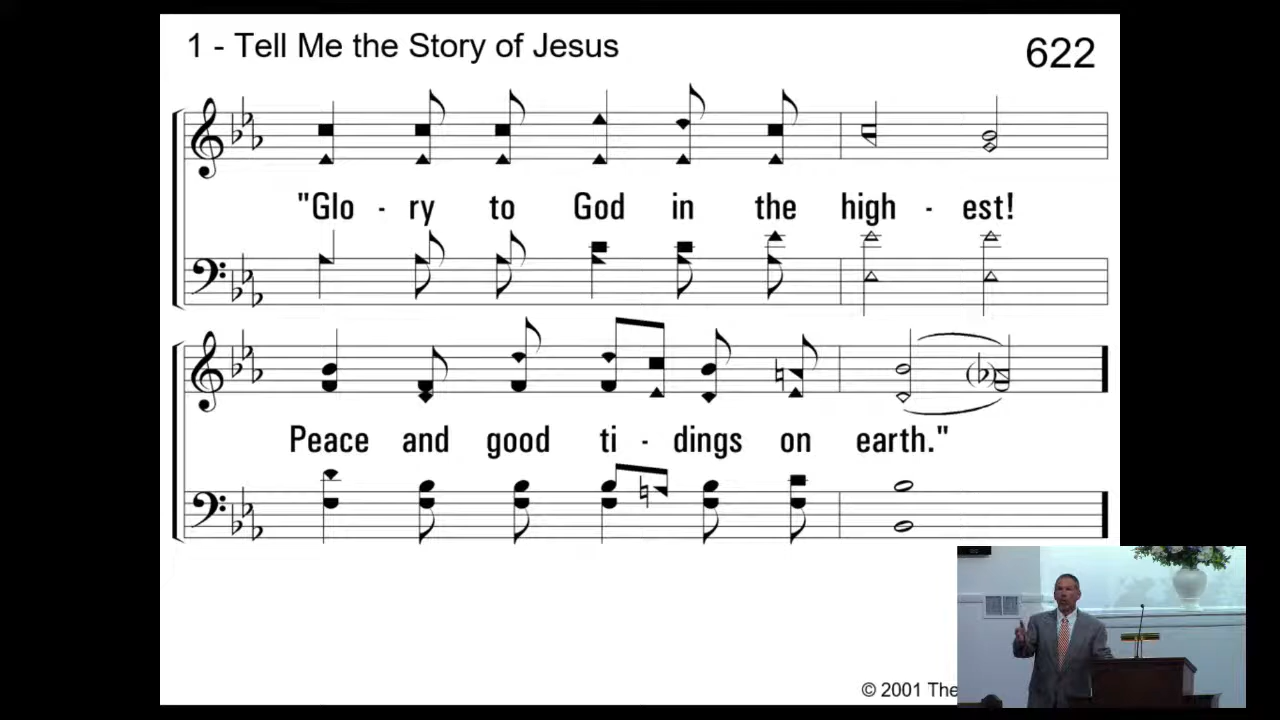 1 - Tell Me the Story of Jesus
622
"Glo - ry to God in the high - est!
Peace and good ti - dings on earth."
© 2001 The